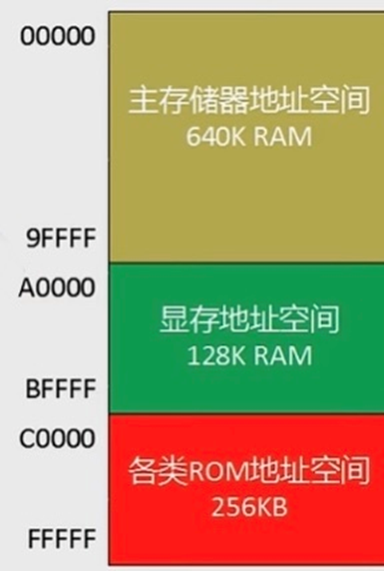 00000
主存储器地址空间
640K RAM
9FFFF
A0000
显存地址空间
128K RAM
BFFFF
C0000
各类ROM地址空间
256KB
FFFFF